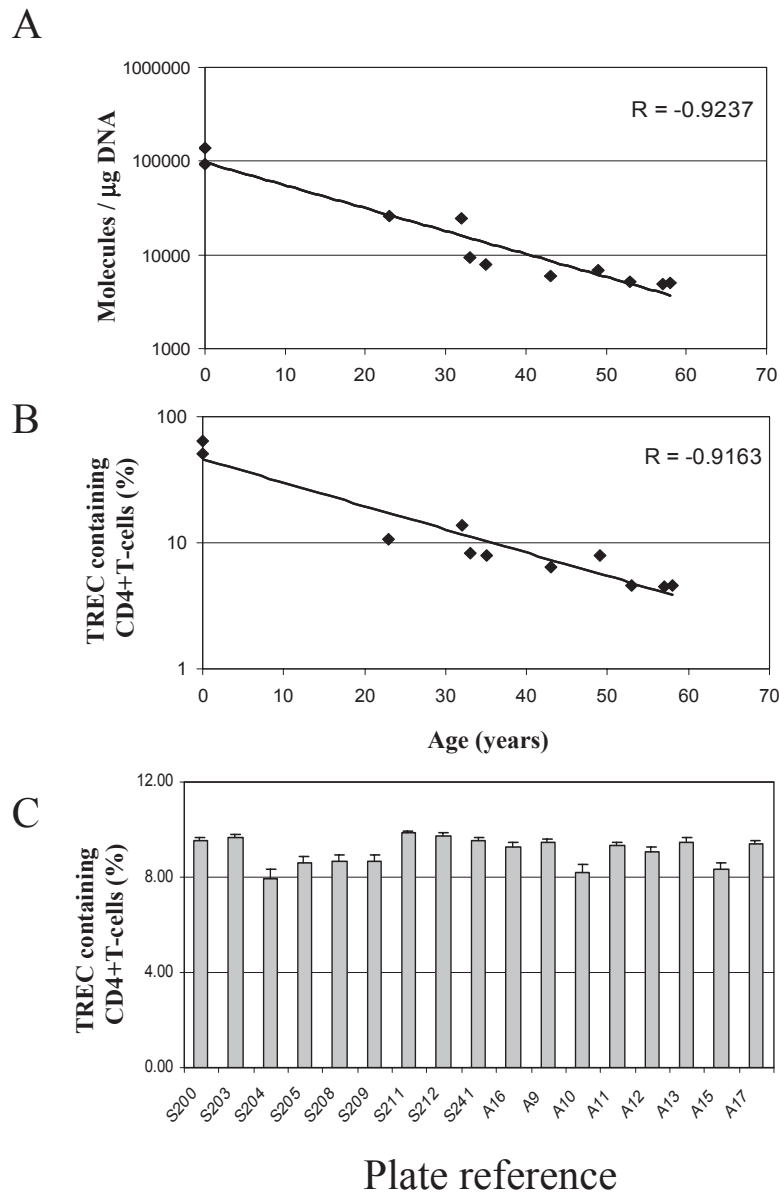 A
Molecules / μg DNA
1000000
100000
10000
1000
R = -0.9237
0 10 20 30 40 50 60 70
B
TREC containing
CD4+T-cells (%)
100
10
1
R = -0.9163
0 10 20 30 40 50 60 70
Age (years)
C
TREC containing
CD4+T-cells (%)
12.00
8.00
4.00
0.00
S200 S203 S204 S205 S208 S209 S211 S212 S241 A16 A9 A10 A11 A12 A13 A15 A17
Plate reference